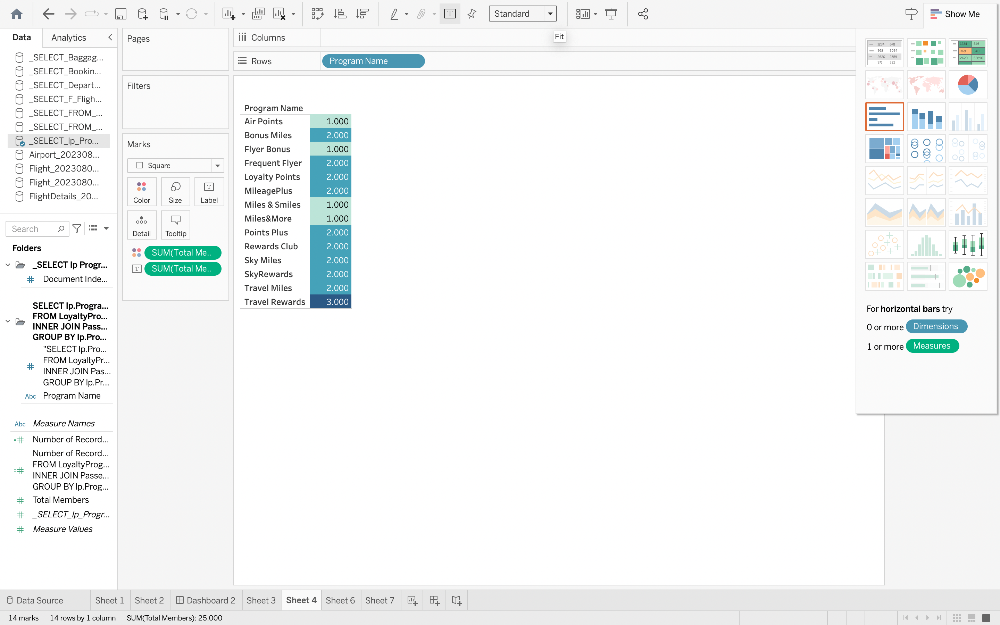 Standard
Show Me
Fit
Data
Analytics
_SELECT_Baggag...
_SELECT_Bookin...
_SELECT_Depart...
_SELECT_F_Fligh...
_SELECT_FROM_...
_SELECT_FROM_...
_SELECT_lp_Pro...
Airport_202308...
Flight_2023080...
Flight_2023080...
FlightDetails_20...
Search
Folders
_SELECT lp Progr...
Document Inde...
SELECT lp.Progra...
FROM LoyaltyPro...
INNER JOIN Pass...
GROUP BY lp.Pro...
"SELECT lp.Pro...
FROM LoyaltyPr...
INNER JOIN Pas...
GROUP BY lp.Pr...
Abc Program Name
Abc Measure Names
Number of Record...
Number of Record...
FROM LoyaltyProg...
INNER JOIN Passe...
GROUP BY lp.Prog...
Total Members
_SELECT_lp_Progr...
Measure Values
Pages
Filters
Marks
Square
Color
Size
T
Label
Detail
Tooltip
SUM(Total Me..
T SUM(Total Me..
Columns
Rows
Program Name
Program Name
Air Points 1.000
Bonus Miles 2.000
Flyer Bonus 1.000
Frequent Flyer 2.000
Loyalty Points 2.000
MileagePlus 2.000
Miles & Smiles 1.000
Miles&More 1.000
Points Plus 2.000
Rewards Club 2.000
Sky Miles 2.000
SkyRewards 2.000
Travel Miles 2.000
Travel Rewards 3.000
1234 678
368 3034
2620 2559
971 322
1234 546
368 340
2620 53890
For horizontal bars try
0 or more Dimensions
1 or more Measures
Data Source
Sheet 1
Sheet 2
Dashboard 2
Sheet 3
Sheet 4
Sheet 6
Sheet 7
14 marks
14 rows by 1 column
SUM(Total Members): 25.000